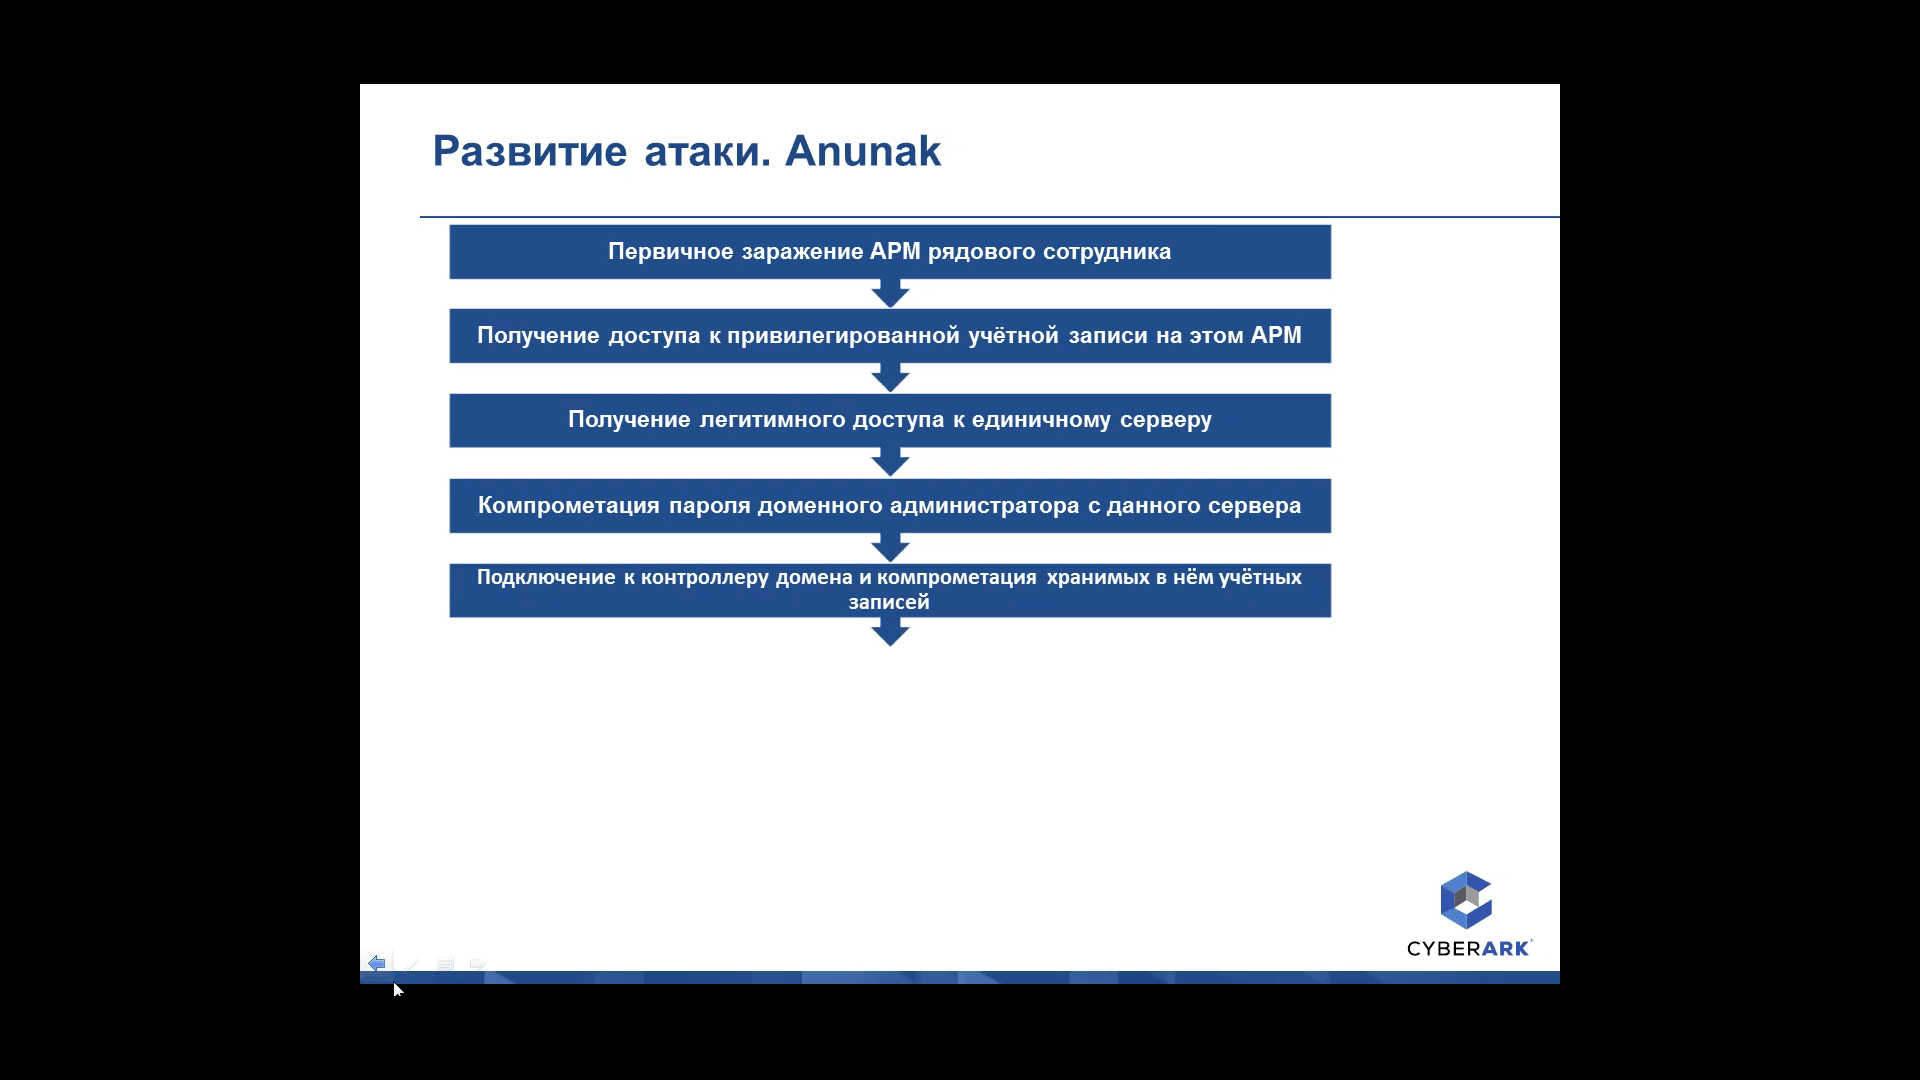 Развитие атаки. Anunak
Первичное заражение АРМ рядового сотрудника
Получение доступа к привилегированной учётной записи на этом АРМ
Получение легитимного доступа к единичному серверу
Компрометация пароля доменного администратора с данного сервера
Подключение к контроллеру домена и компрометация хранимых в нём учётных
записей
CYBERARK